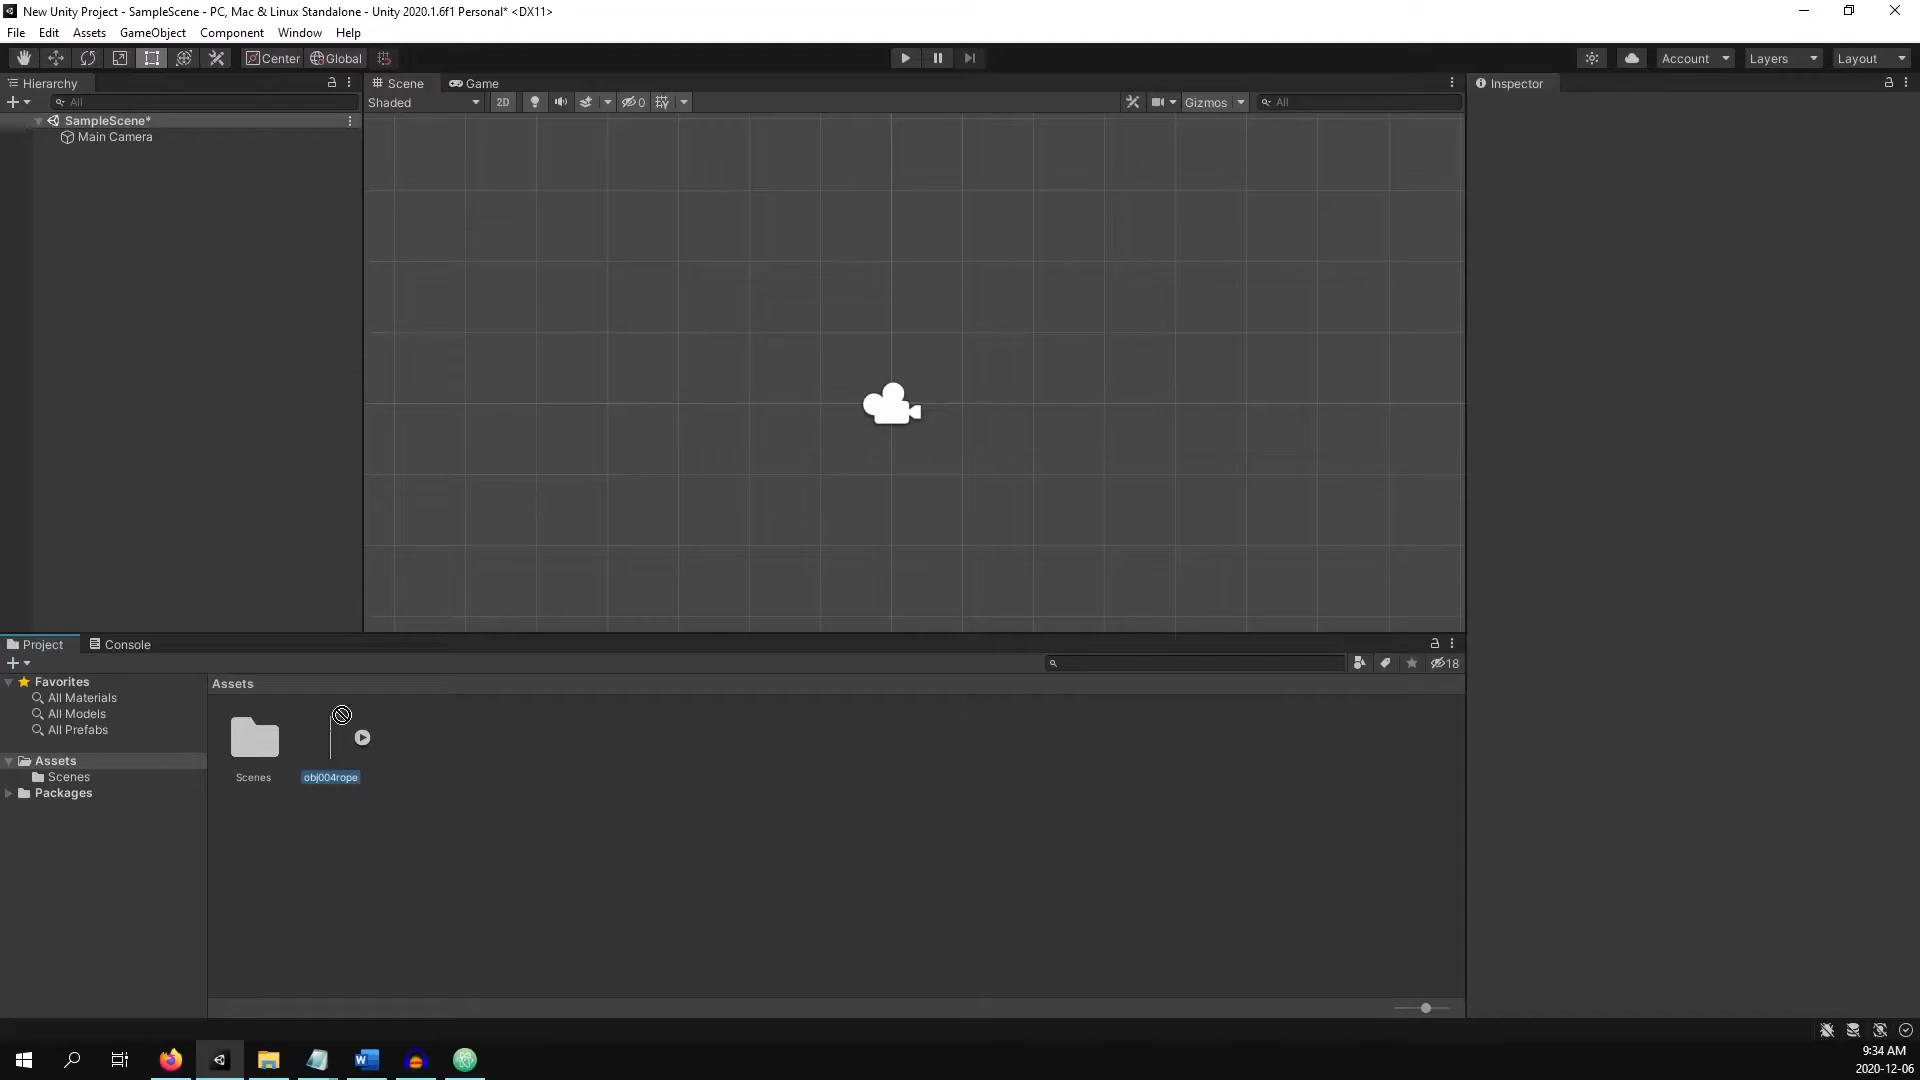 New Unity Project - SampleScene - PC, Mac & Linux Standalone - Unity 2020.1.6f1 Personal* <DX11>
File Edit Assets GameObject Component Window Help
Center Global Account Layers Layout
Hierarchy Scene Game Inspector
All Shaded 2D 0 Gizmos All
SampleScene*
Main Camera
Project Console
18
Favorites Assets
All Materials
All Models
All Prefabs
Assets
Scenes
Packages
Scenes obj004rope
9:34 AM
2020-12-06